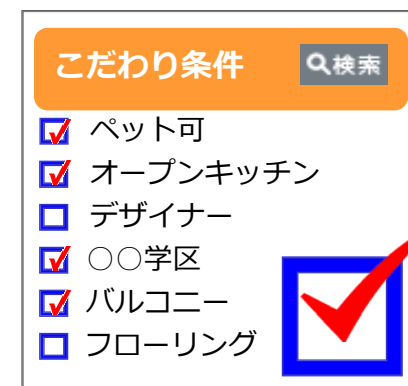 こだわり条件 検索
ペット可
オープンキッチン
デザイナー
○○学区
バルコニー
フローリング